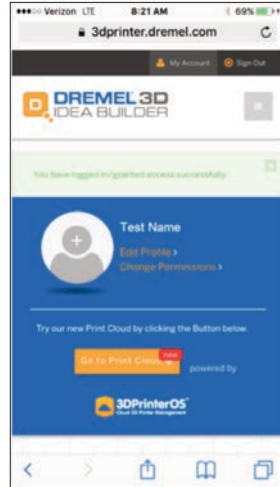 Verizon LTE 8:21 AM 69%
3dprinter.dremel.com
My Account Sign Out
DREMEL 3D
IDEA BUILDER
You have logged in/granted access successfully.
Test Name
Edit Profile >
Change Permissions >
Try our new Print Cloud by clicking the Button below.
new
Go to Print Cloud
powered by
3DPrinterOS
Cloud 3D Printer Management